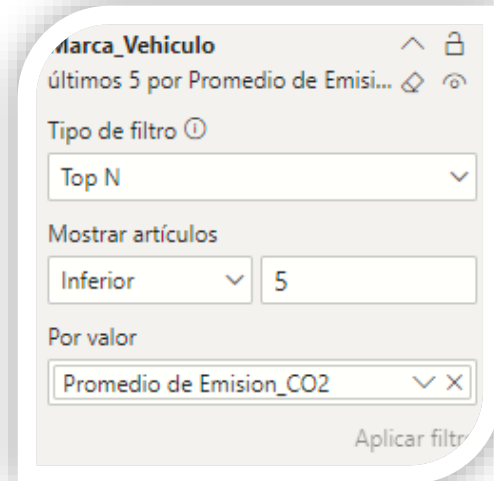 Marca_Vehiculo
últimos 5 por Promedio de Emisi...
Tipo de filtro
Top N
Mostrar artículos
Inferior 5
Por valor
Promedio de Emision_CO2
Aplicar filtro